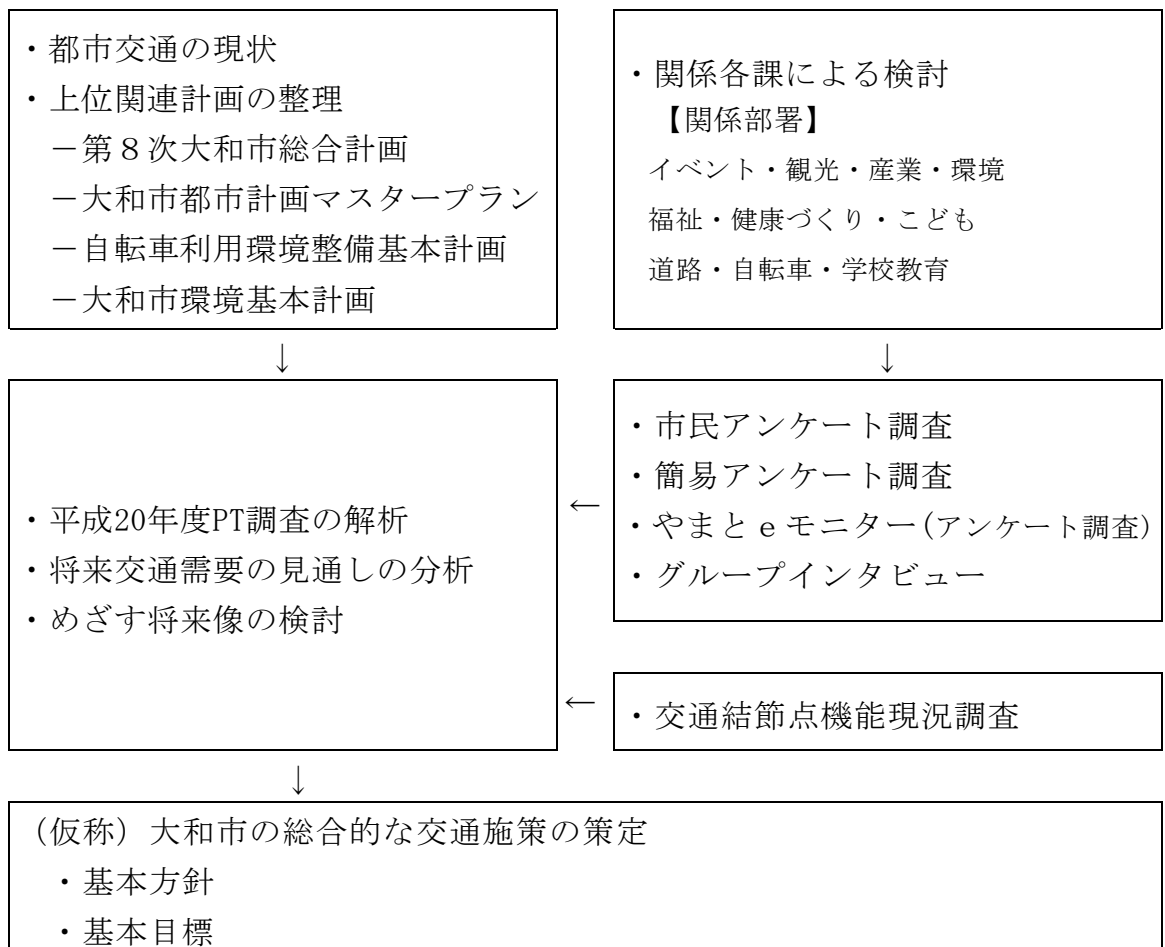 ・都市交通の現状
・上位関連計画の整理
－第８次大和市総合計画
－大和市都市計画マスタープラン
－自転車利用環境整備基本計画
－大和市環境基本計画
・関係各課による検討
【関係部署】
イベント・観光・産業・環境
福祉・健康づくり・こども
道路・自転車・学校教育
↓
↓
・平成20年度PT調査の解析
・将来交通需要の見通しの分析
・めざす将来像の検討
←
・市民アンケート調査
・簡易アンケート調査
・やまとｅモニター(アンケート調査)
・グループインタビュー
←
・交通結節点機能現況調査
↓
（仮称）大和市の総合的な交通施策の策定
・基本方針
・基本目標